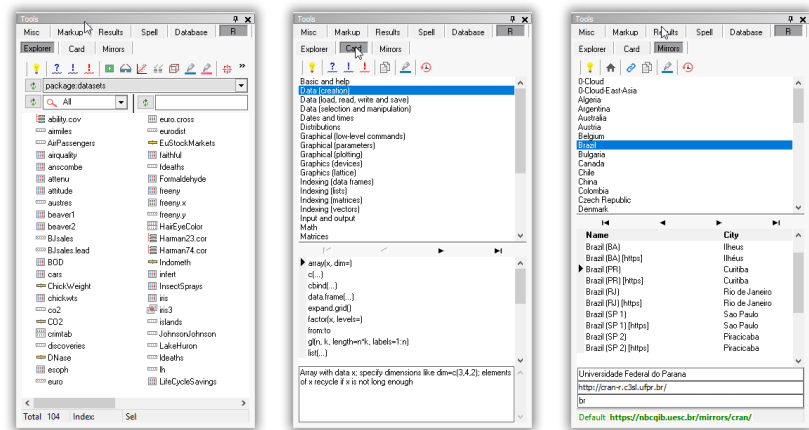 Tools
Misc Markup Results Spell Database R
Explorer Card Mirrors
package:datasets
All
ability.cov
airmiles
AirPassengers
airquality
anscombe
attenu
attitude
austres
beaver1
beaver2
BJsales
BJsales.lead
BOD
cars
ChickWeight
chickwts
co2
CO2
crimtab
discoveries
DNase
esoph
euro
euro.cross
eurodist
EuStockMarkets
faithful
fdeaths
Formaldehyde
freeny
freeny.x
freeny.y
HairEyeColor
Harman23.cor
Harman74.cor
Indometh
infert
InsectSprays
iris
iris3
islands
JohnsonJohnson
LakeHuron
ldeaths
lh
LifeCycleSavings
Total 104 Index: Sel:
Tools
Misc Markup Results Spell Database R
Explorer Card Mirrors
Basic and help
Data (creation)
Data (load, read, write and save)
Data (selection and manipulation)
Dates and times
Distributions
Graphical (low-level commands)
Graphical (parameters)
Graphical (plotting)
Graphics (devices)
Graphics (lattice)
Indexing (data frames)
Indexing (lists)
Indexing (matrices)
Indexing (vectors)
Input and output
Math
Matrices
array(x, dim=)
c(...)
cbind(...)
data.frame(...)
expand.grid()
factor(x, levels=)
from:to
gl(n, k, length=n*k, labels=1:n)
list(...)
Array with data x; specify dimensions like dim=c(3,4,2); elements
of x recycle if x is not long enough
Tools
Misc Markup Results Spell Database R
Explorer Card Mirrors
0-Cloud
0-Cloud-East-Asia
Algeria
Argentina
Australia
Austria
Belgium
Brazil
Bulgaria
Canada
Chile
China
Colombia
Czech Republic
Denmark
Name City
Brazil (BA) Ilheus
Brazil (BA) [https] Ilhéus
Brazil (PR) Curitiba
Brazil (PR) [https] Curitiba
Brazil (RJ) Rio de Janeiro
Brazil (RJ) [https] Rio de Janeiro
Brazil (SP 1) Sao Paulo
Brazil (SP 1) [https] Sao Paulo
Brazil (SP 2) Piracicaba
Brazil (SP 2) [https] Piracicaba
Universidade Federal do Parana
http://cran-r.c3sl.ufpr.br/
br
Default https://nbcgib.uesc.br/mirrors/cran/